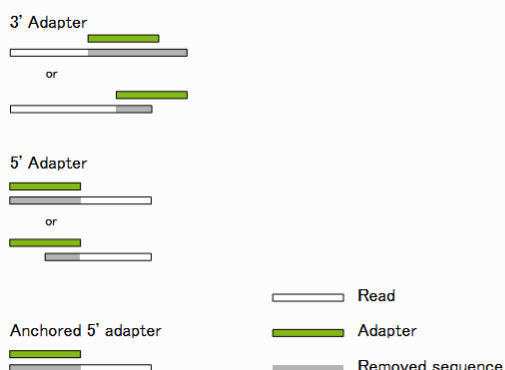 3' Adapter
or
5' Adapter
or
Read
Adapter
Anchored 5' adapter
Removed sequence